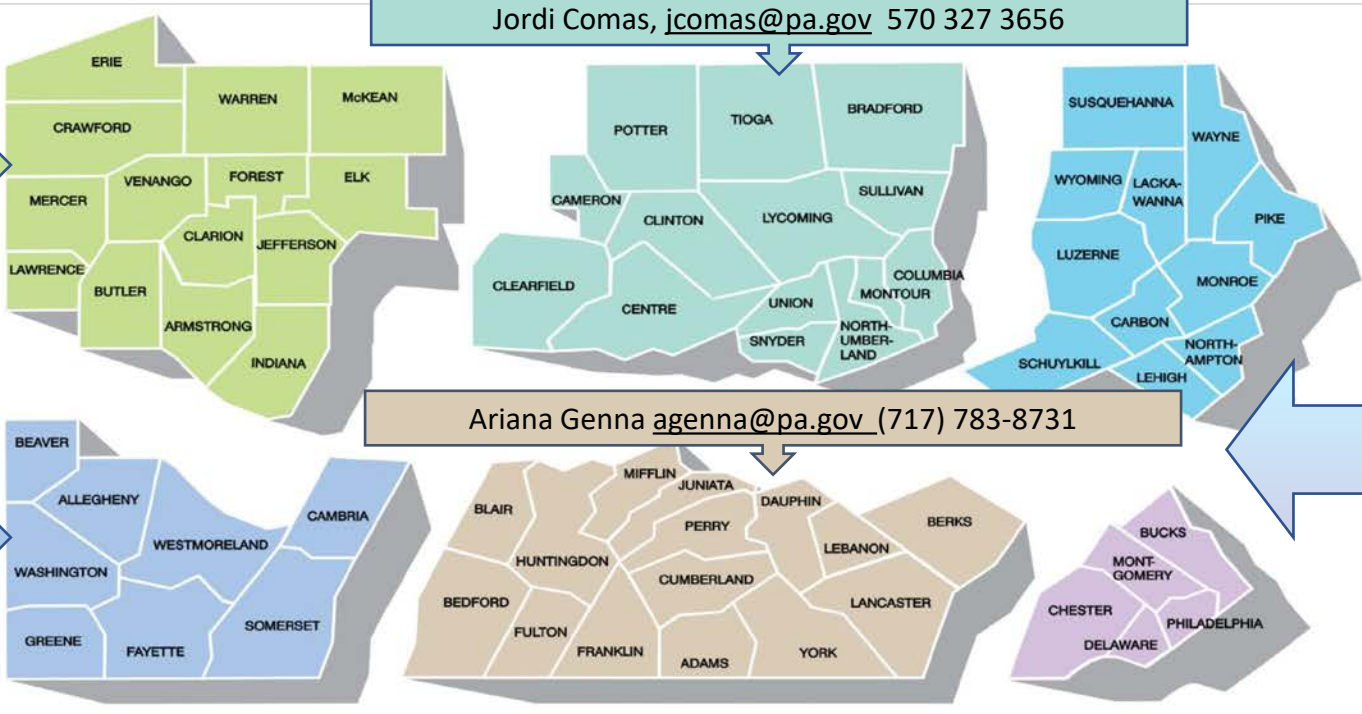 Jordi Comas, jcomas@pa.gov 570 327 3656
ERIE
WARREN
McKEAN
CRAWFORD
VENANGO
FOREST
ELK
MERCER
CLARION
JEFFERSON
LAWRENCE
BUTLER
ARMSTRONG
INDIANA
POTTER
TIOGA
BRADFORD
CAMERON
CLINTON
LYCOMING
SULLIVAN
CLEARFIELD
CENTRE
UNION
MONTOUR
COLUMBIA
SNYDER
NORTH-
UMBER-
LAND
SUSQUEHANNA
WAYNE
WYOMING
LACKA-
WANNA
PIKE
LUZERNE
MONROE
CARBON
SCHUYLKILL
NORTH-
AMPTON
LEHIGH
Ariana Genna agenna@pa.gov (717) 783-8731
BEAVER
ALLEGHENY
CAMBRIA
WESTMORELAND
WASHINGTON
SOMERSET
GREENE
FAYETTE
MIFFLIN
JUNIATA
DAUPHIN
BLAIR
PERRY
BERKS
LEBANON
HUNTINGDON
CUMBERLAND
BEDFORD
LANCASTER
FULTON
FRANKLIN
ADAMS
YORK
BUCKS
MONT-
GOMERY
CHESTER
PHILADELPHIA
DELAWARE